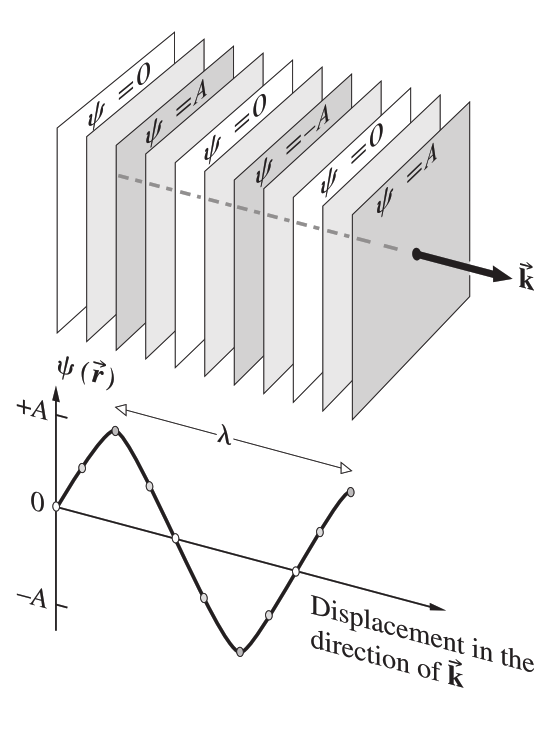 ψ = 0
ψ = A
ψ = 0
ψ = −A
ψ = 0
ψ = A
k⃗
ψ (r⃗)
+A
λ
0
−A
Displacement in the
direction of k⃗